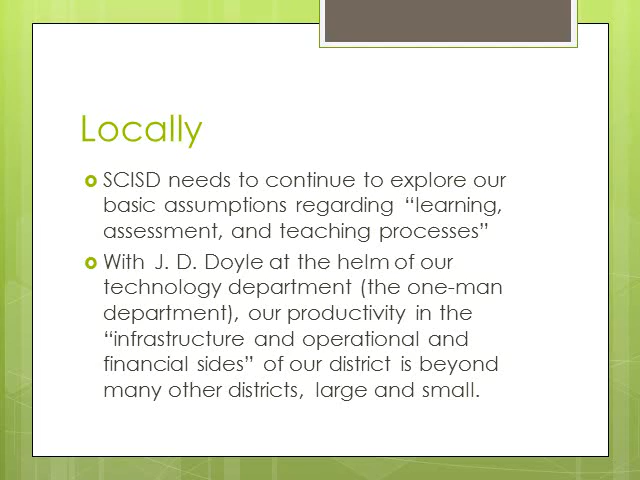 Locally
SCISD needs to continue to explore our
basic assumptions regarding “learning,
assessment, and teaching processes”
With J. D. Doyle at the helm of our
technology department (the one-man
department), our productivity in the
“infrastructure and operational and
financial sides” of our district is beyond
many other districts, large and small.